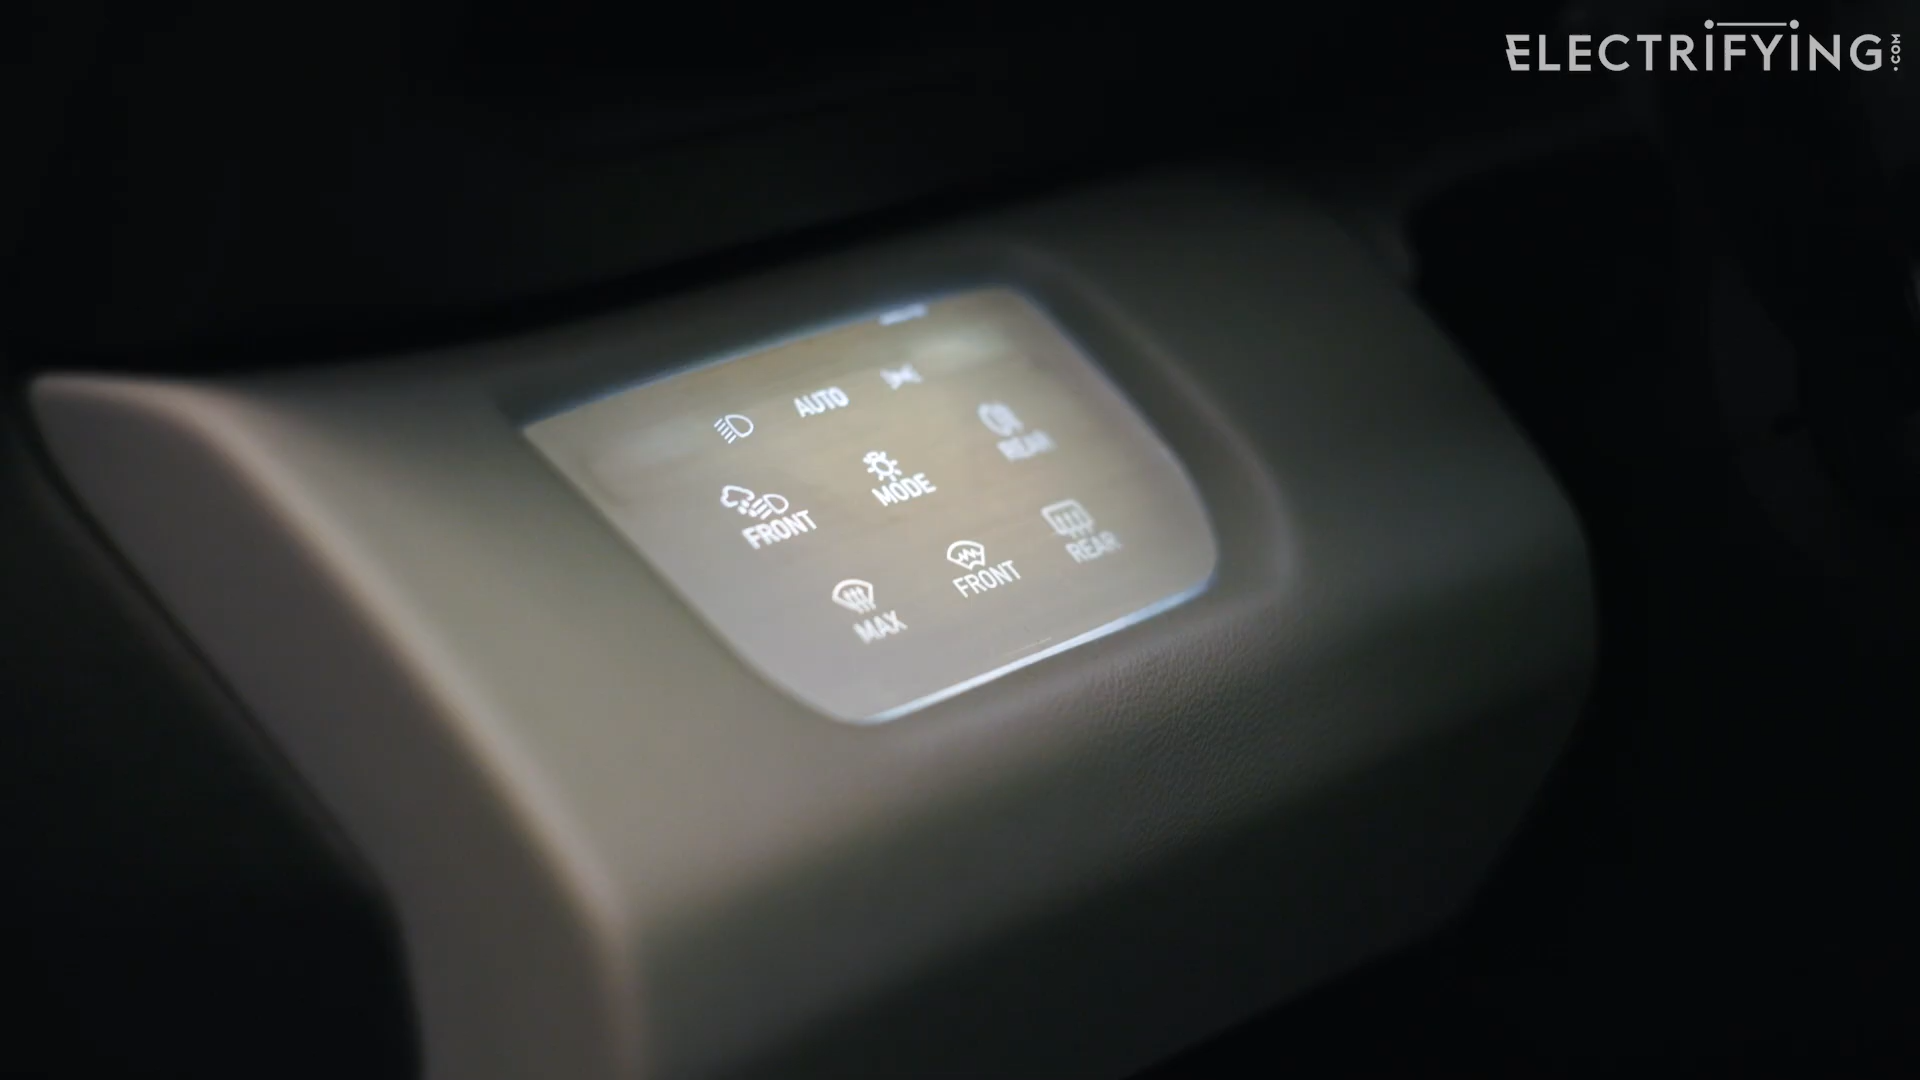 ELECTRIFYING.COM
AUTO
REAR
MODE
FRONT
REAR
FRONT
MAX